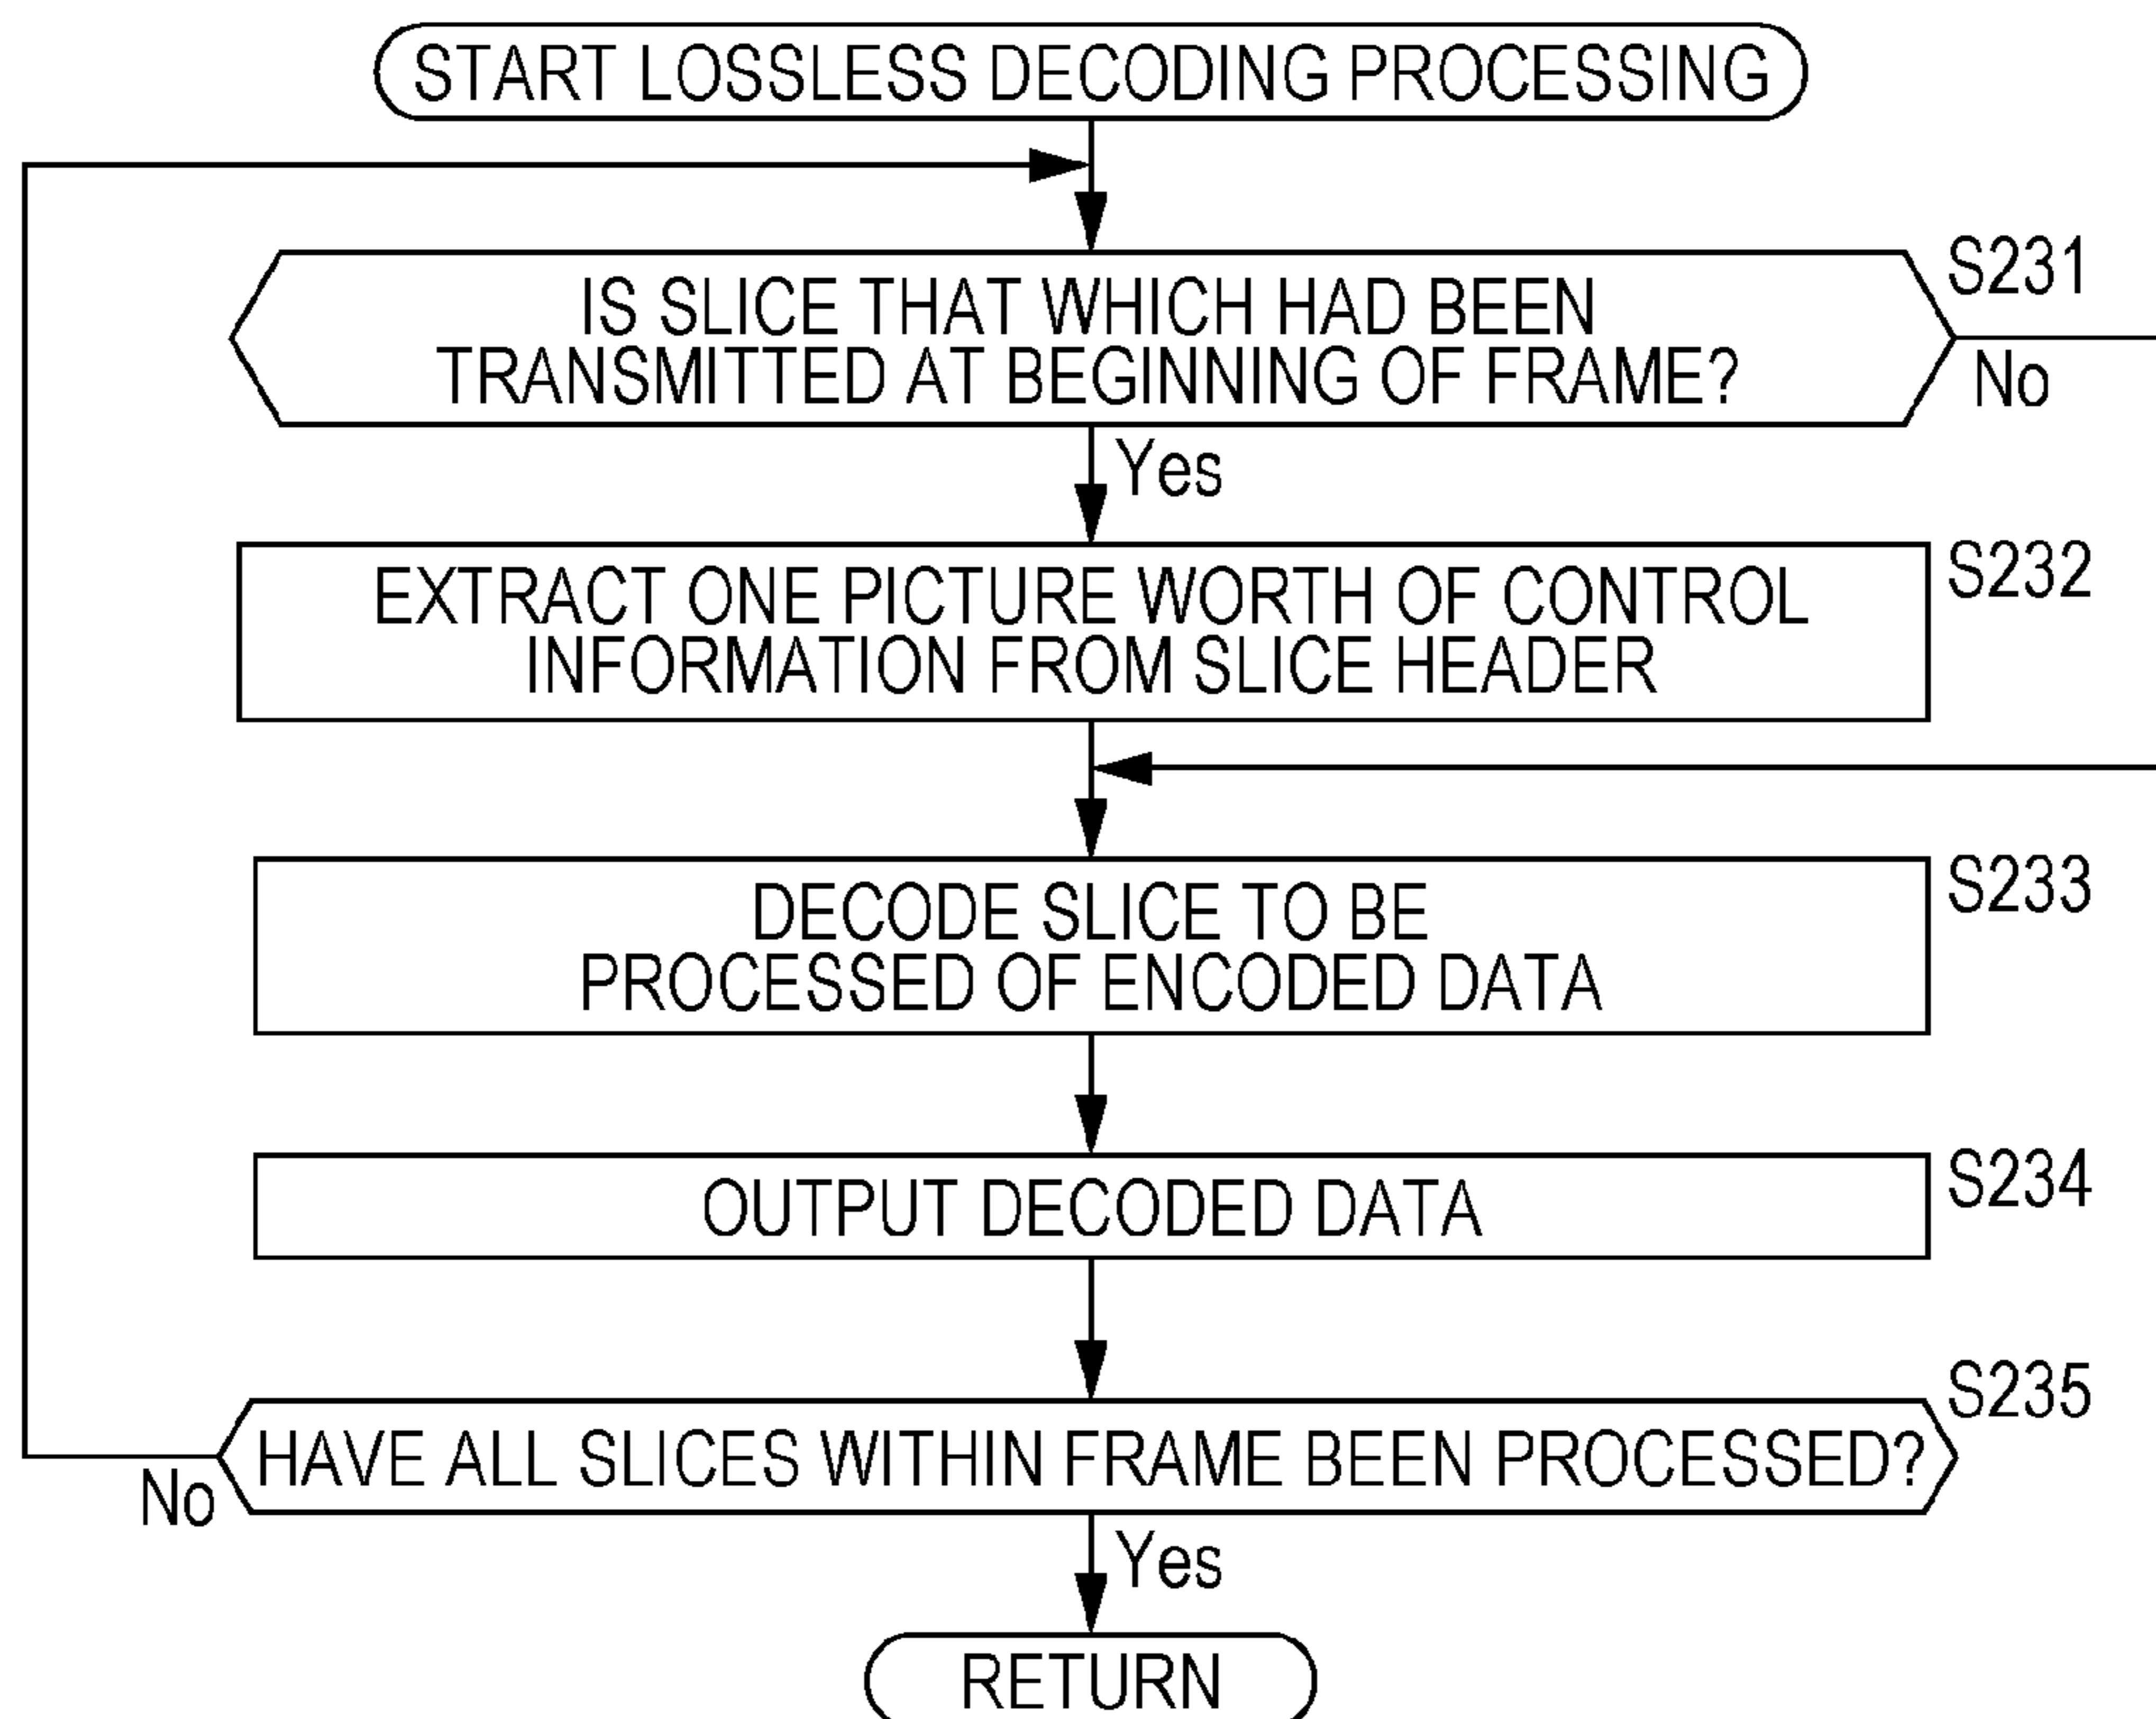 START LOSSLESS DECODING PROCESSING
S231
IS SLICE THAT WHICH HAD BEEN
TRANSMITTED AT BEGINNING OF FRAME?
No
Yes
S232
EXTRACT ONE PICTURE WORTH OF CONTROL
INFORMATION FROM SLICE HEADER
S233
DECODE SLICE TO BE
PROCESSED OF ENCODED DATA
S234
OUTPUT DECODED DATA
S235
HAVE ALL SLICES WITHIN FRAME BEEN PROCESSED?
No
Yes
RETURN